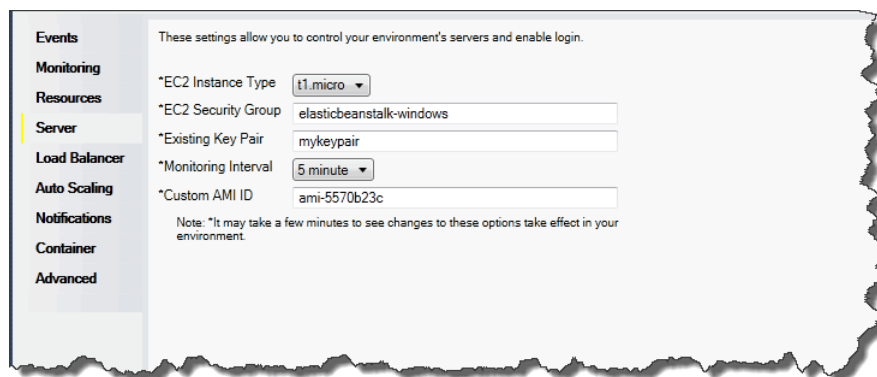 Events
Monitoring
Resources
Server
Load Balancer
Auto Scaling
Notifications
Container
Advanced
These settings allow you to control your environment's servers and enable login.
*EC2 Instance Type t1.micro
*EC2 Security Group elasticbeanstalk-windows
*Existing Key Pair mykeypair
*Monitoring Interval 5 minute
*Custom AMI ID ami-5570b23c
Note: *It may take a few minutes to see changes to these options take effect in your
environment.